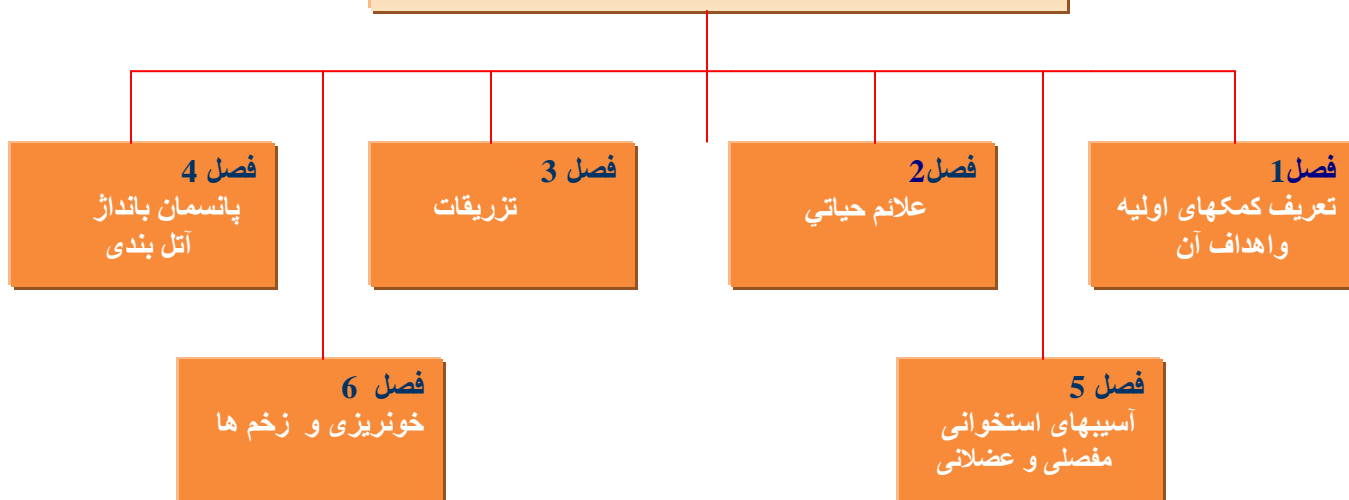 فصل1
تعریف کمکهای اولیه
واهداف آن
فصل2
علائم حياتي
فصل 3
تزریقات
فصل 4
پانسمان بانداژ
آتل بندی
فصل 5
آسیبهای استخوانی
مفصلی و عضلانی
فصل 6
خونریزی و زخم ها